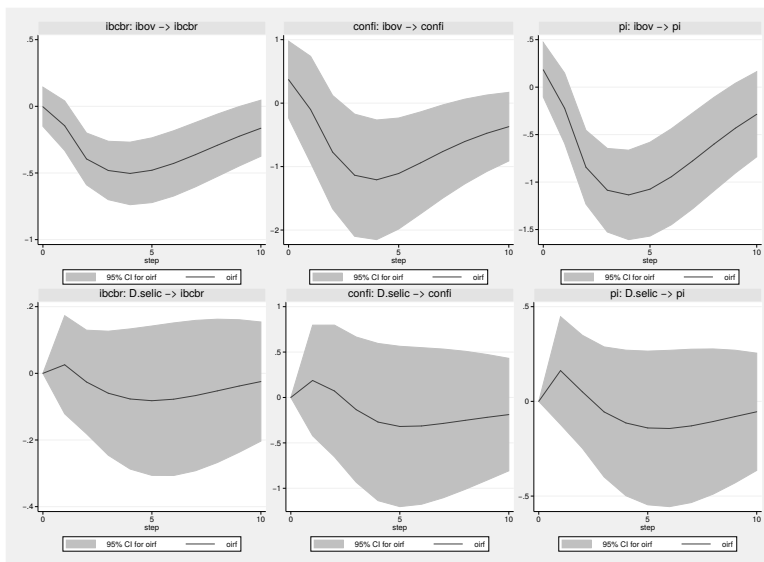 ibcbr: ibov −> ibcbr
confi: ibov −> confi
pi: ibov −> pi
.5
0
−.5
−1
0
5
10
step
1
0
−1
−2
0
5
10
step
.5
0
−.5
−1
−1.5
0
5
10
step
95% CI for oirf
oirf
95% CI for oirf
oirf
95% CI for oirf
oirf
ibcbr: D.selic −> ibcbr
confi: D.selic −> confi
pi: D.selic −> pi
.2
0
−.2
−.4
0
5
10
step
1
.5
0
−.5
−1
0
5
10
step
.5
0
−.5
0
5
10
step
95% CI for oirf
oirf
95% CI for oirf
oirf
95% CI for oirf
oirf